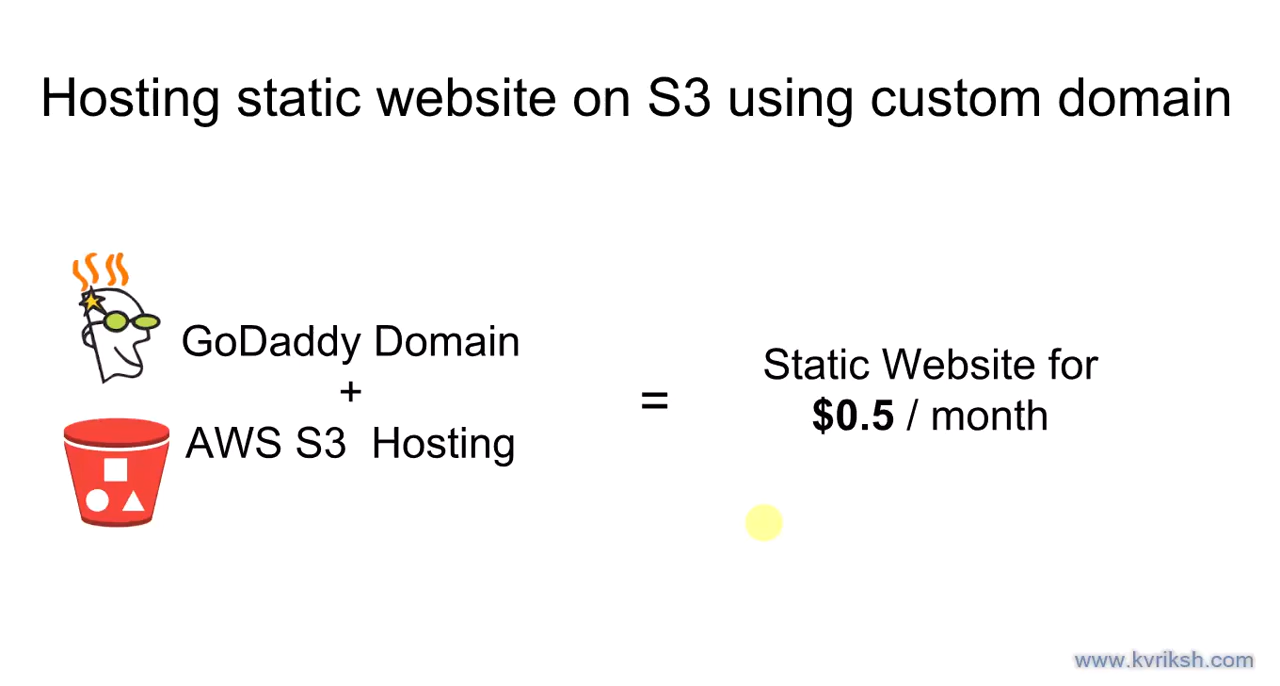 Hosting static website on S3 using custom domain
GoDaddy Domain
+
AWS S3 Hosting
=
Static Website for
$0.5 / month
www.kvriksh.com